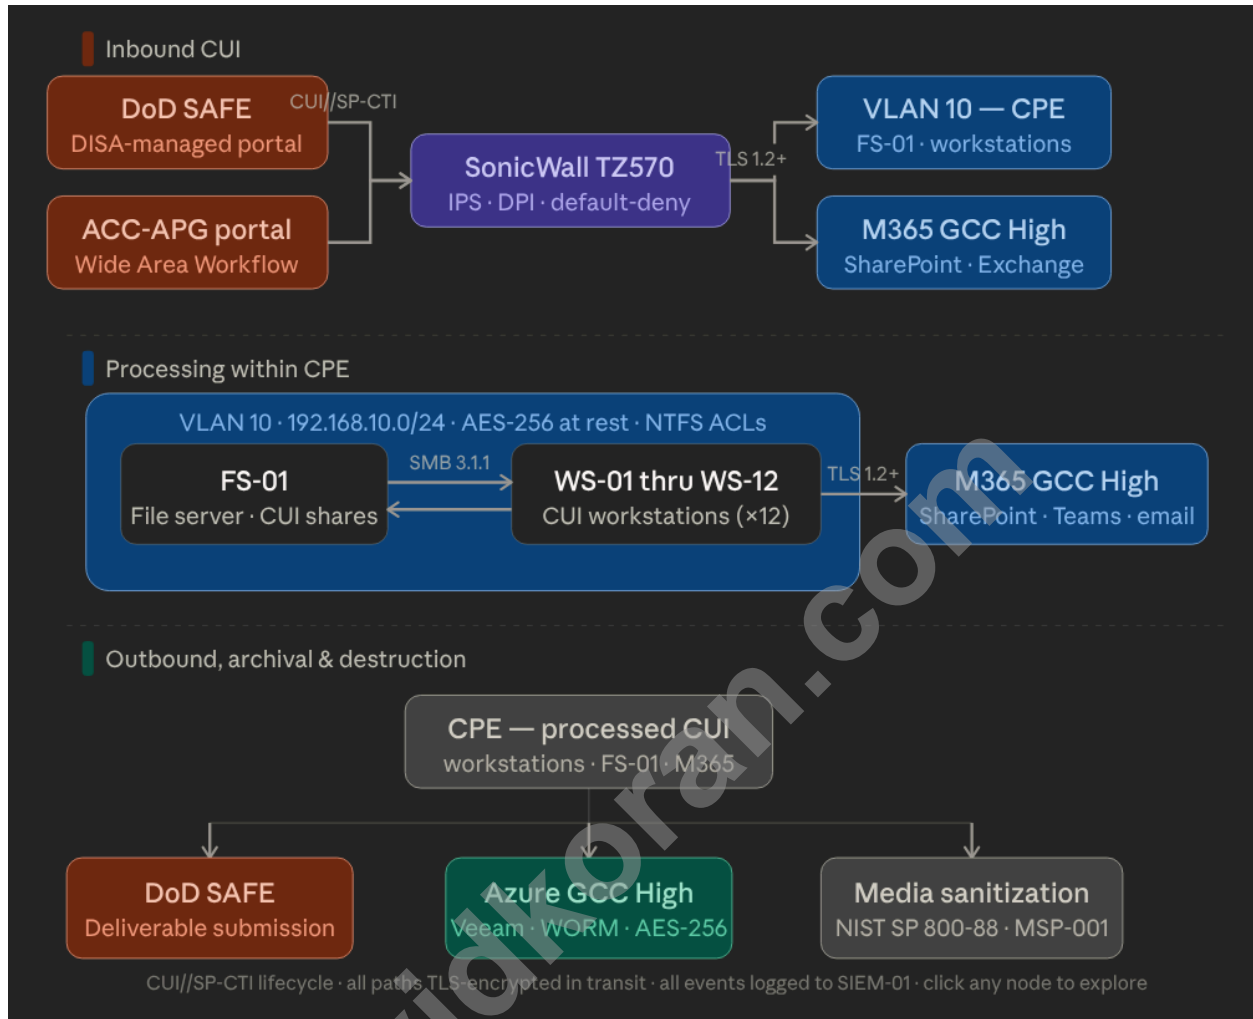 Inbound CUI
DoD SAFE
DISA-managed portal
CUI//SP-CTI
ACC-APG portal
Wide Area Workflow
SonicWall TZ570
IPS · DPI · default-deny
TLS 1.2+
VLAN 10 — CPE
FS-01 · workstations
M365 GCC High
SharePoint · Exchange
Processing within CPE
VLAN 10 · 192.168.10.0/24 · AES-256 at rest · NTFS ACLs
FS-01
File server · CUI shares
SMB 3.1.1
WS-01 thru WS-12
CUI workstations (×12)
TLS 1.2+
M365 GCC High
SharePoint · Teams · email
Outbound, archival & destruction
CPE — processed CUI
workstations · FS-01 · M365
DoD SAFE
Deliverable submission
Azure GCC High
Veeam · WORM · AES-256
Media sanitization
NIST SP 800-88 · MSP-001
CUI//SP-CTI lifecycle · all paths TLS-encrypted in transit · all events logged to SIEM-01 · click any node to explore
idkoran.com